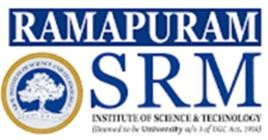 RAMAPURAM
SRM
INSTITUTE OF SCIENCE & TECHNOLOGY
(Deemed to be University u/s 3 of UGC Act, 1956)